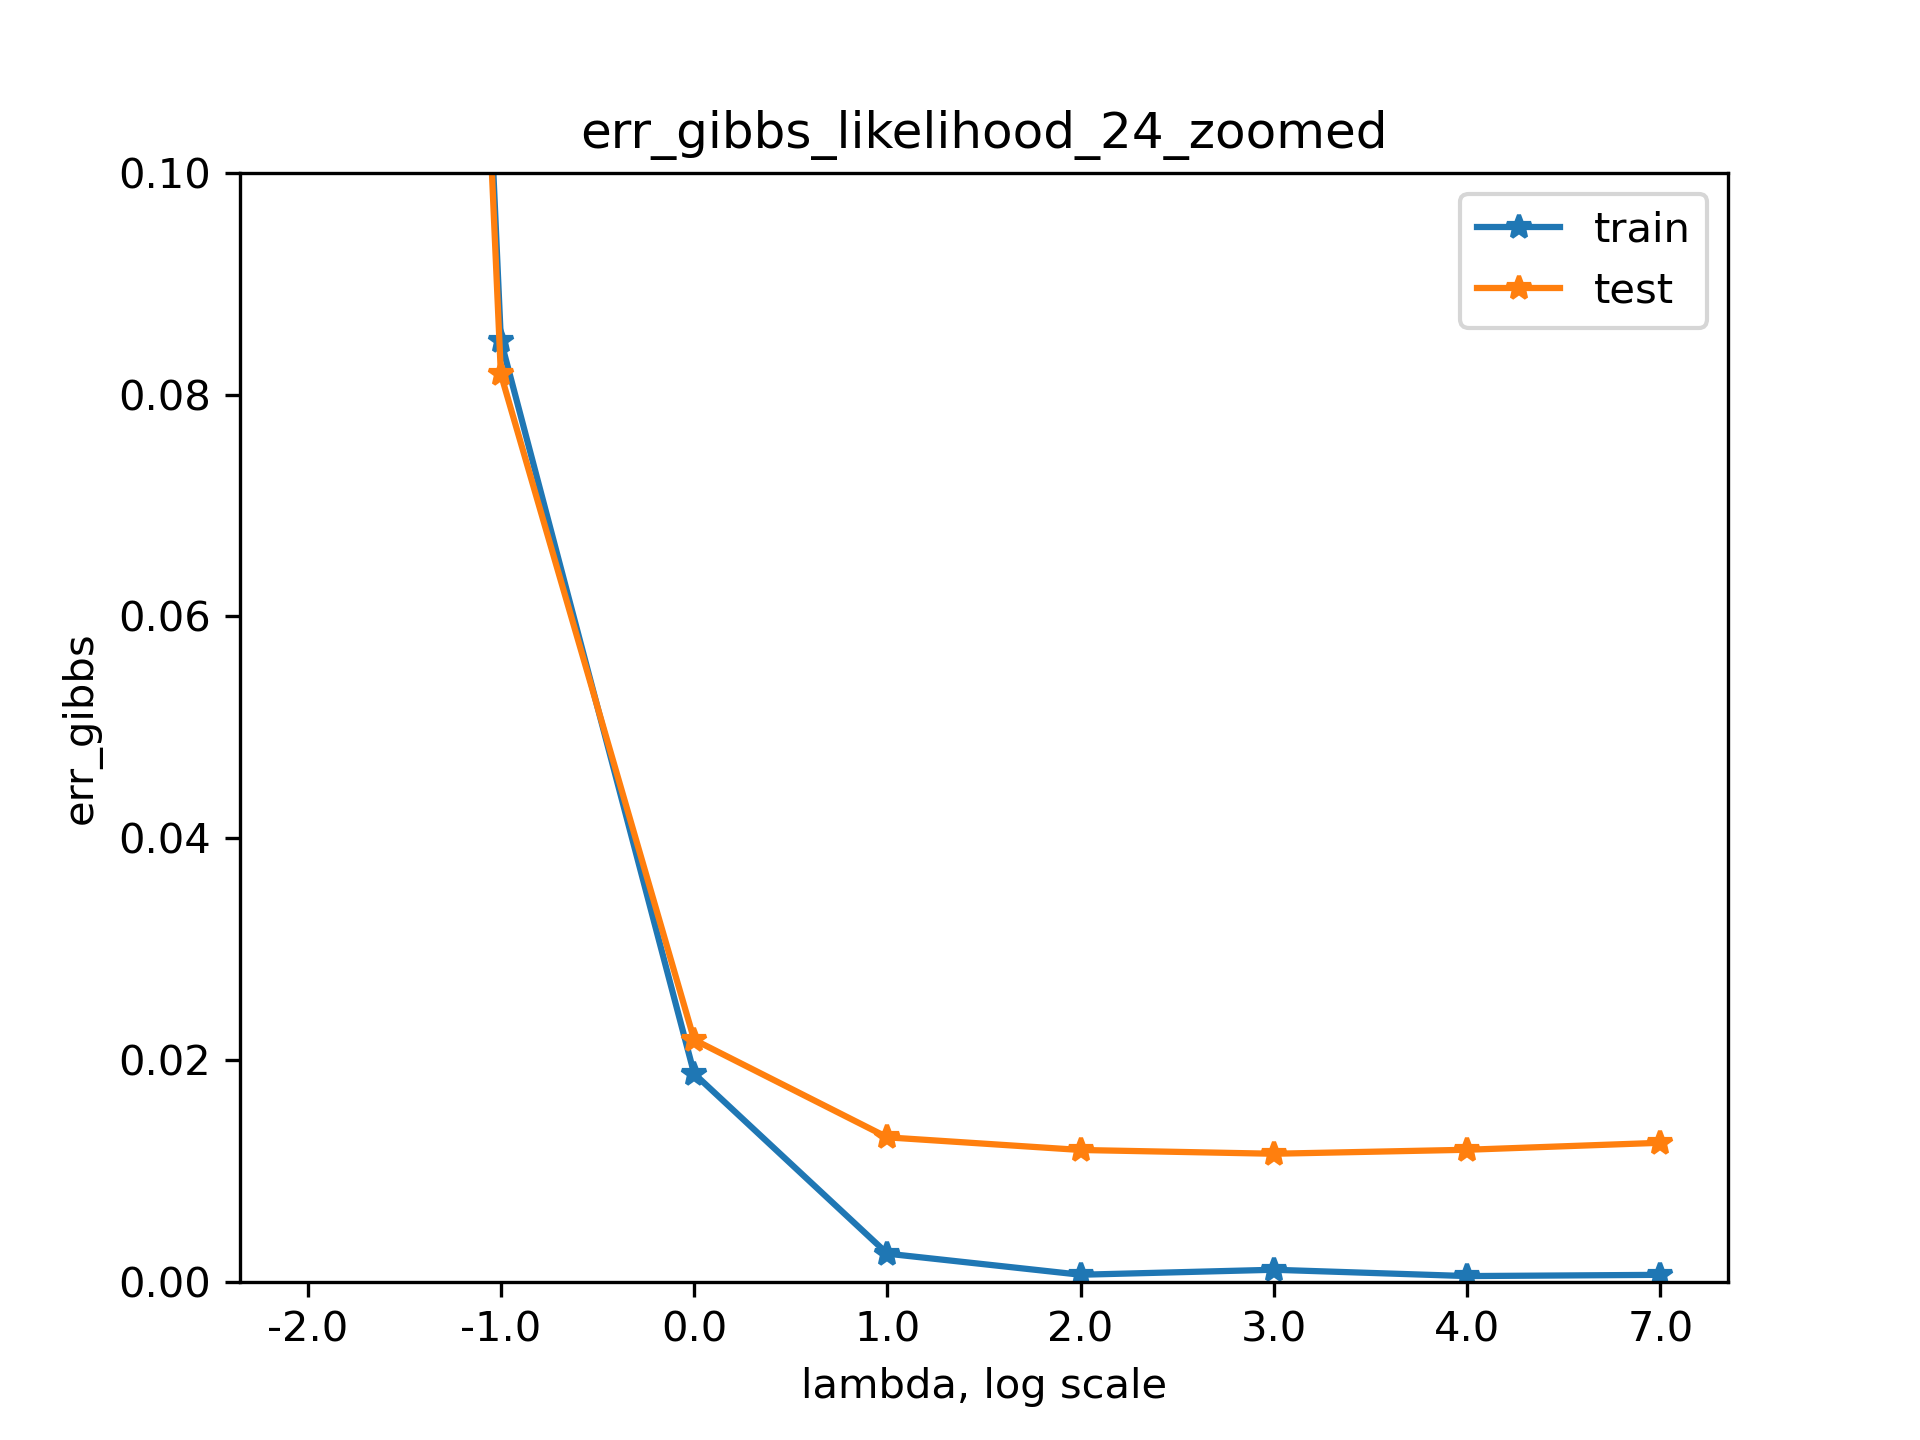 err_gibbs_likelihood_24_zoomed
0.10
0.08
0.06
0.04
0.02
0.00
err_gibbs
train
test
-2.0 -1.0 0.0 1.0 2.0 3.0 4.0 7.0
lambda, log scale